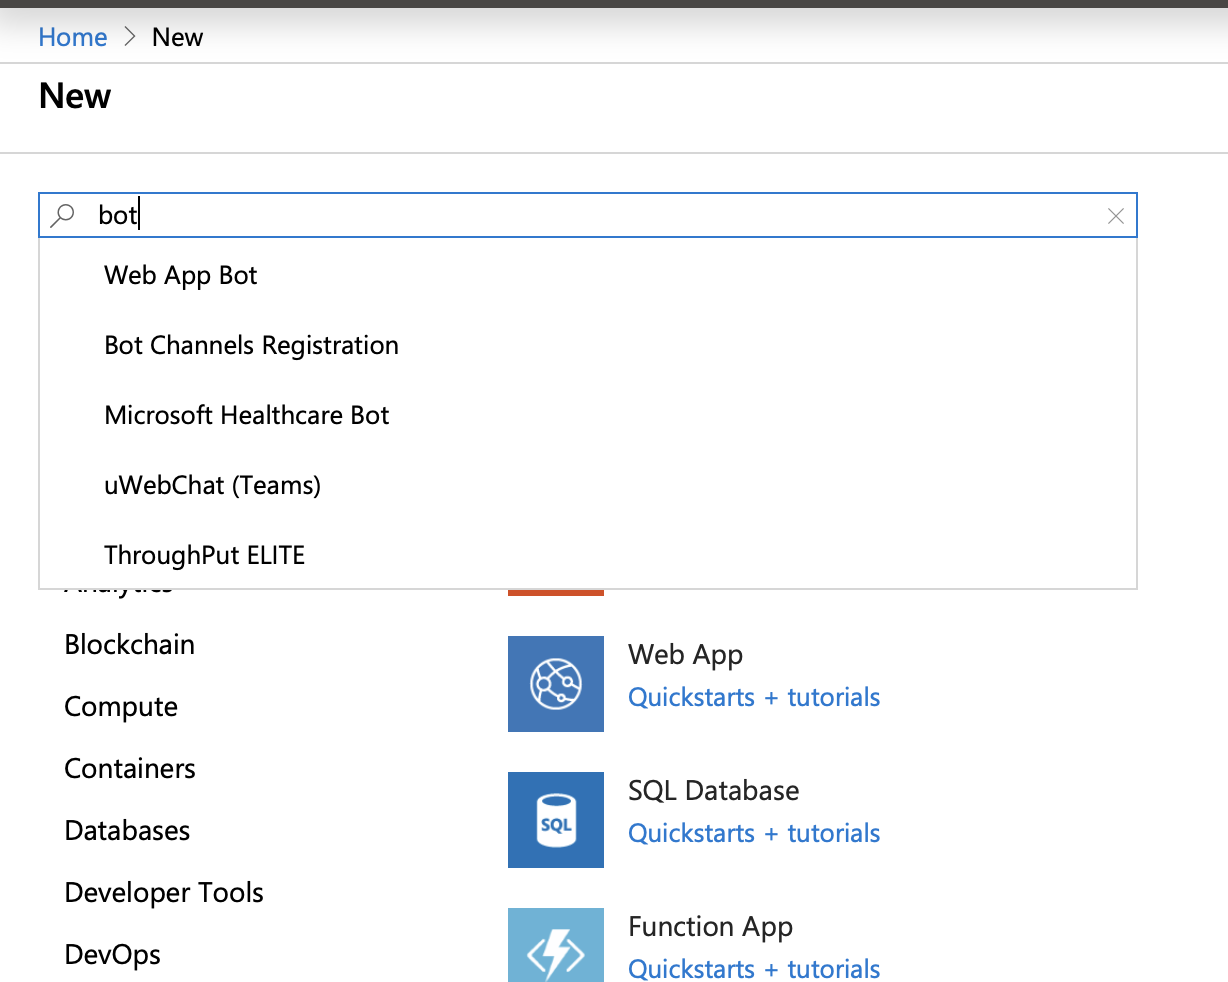 Home > New
New
bot
Web App Bot
Bot Channels Registration
Microsoft Healthcare Bot
uWebChat (Teams)
ThroughPut ELITE
Analytics
Blockchain
Compute
Containers
Databases
Developer Tools
DevOps
Web App
Quickstarts + tutorials
SQL
SQL Database
Quickstarts + tutorials
Function App
Quickstarts + tutorials